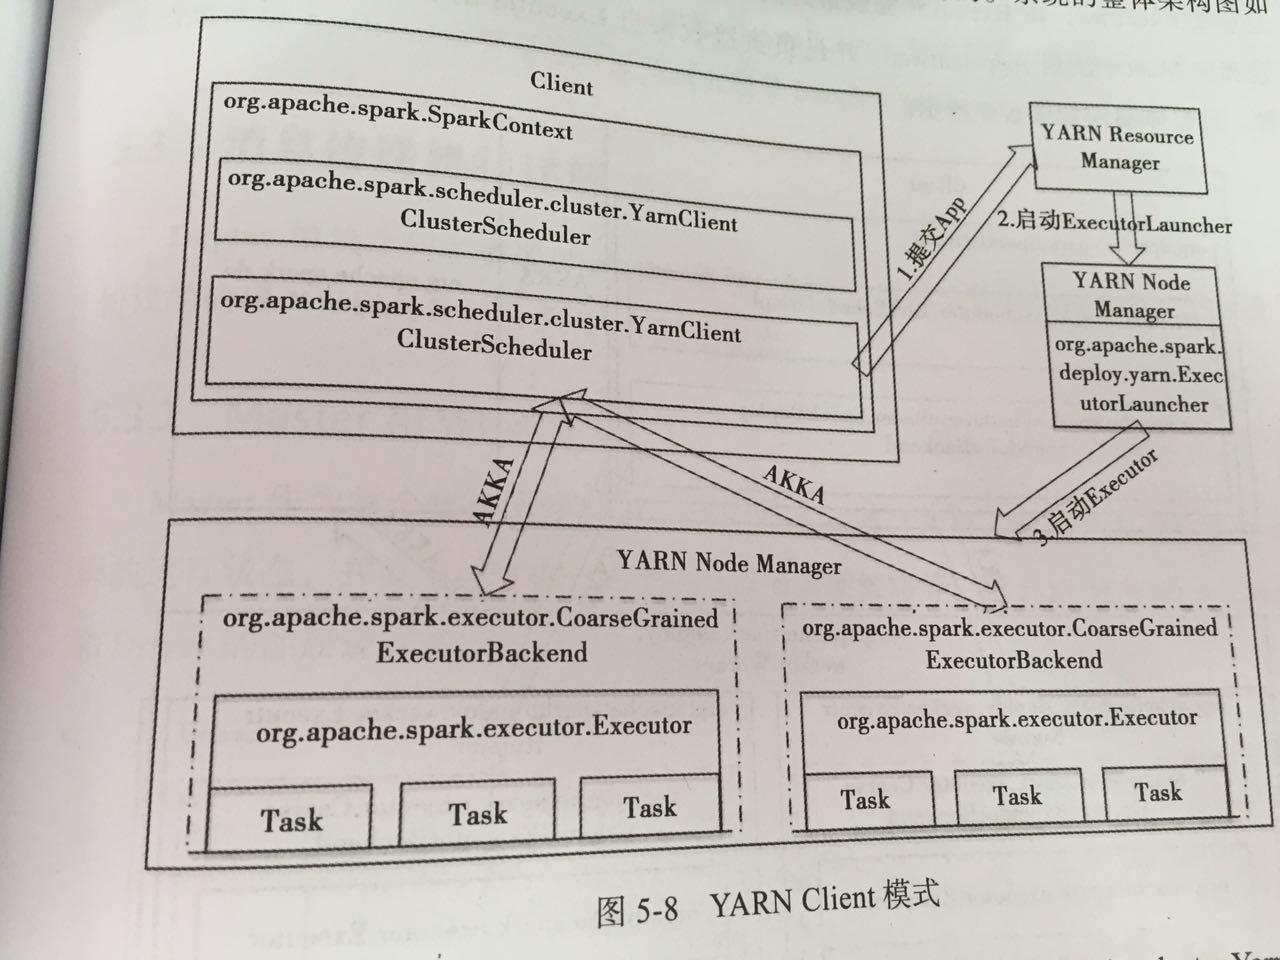 系统的整体架构图如
Client
org.apache.spark.SparkContext
org.apache.spark.scheduler.cluster.YarnClient
ClusterScheduler
org.apache.spark.scheduler.cluster.YarnClient
ClusterScheduler
1.提交App
YARN Resource
Manager
2.启动ExecutorLauncher
YARN Node
Manager
org.apache.spark.
deploy.yarn.Exec
utorLauncher
3.启动Executor
AKKA
AKKA
YARN Node Manager
org.apache.spark.executor.CoarseGrained
ExecutorBackend
org.apache.spark.executor.Executor
Task
Task
Task
org.apache.spark.executor.CoarseGrained
ExecutorBackend
org.apache.spark.executor.Executor
Task
Task
Task
图 5-8 YARN Client 模式